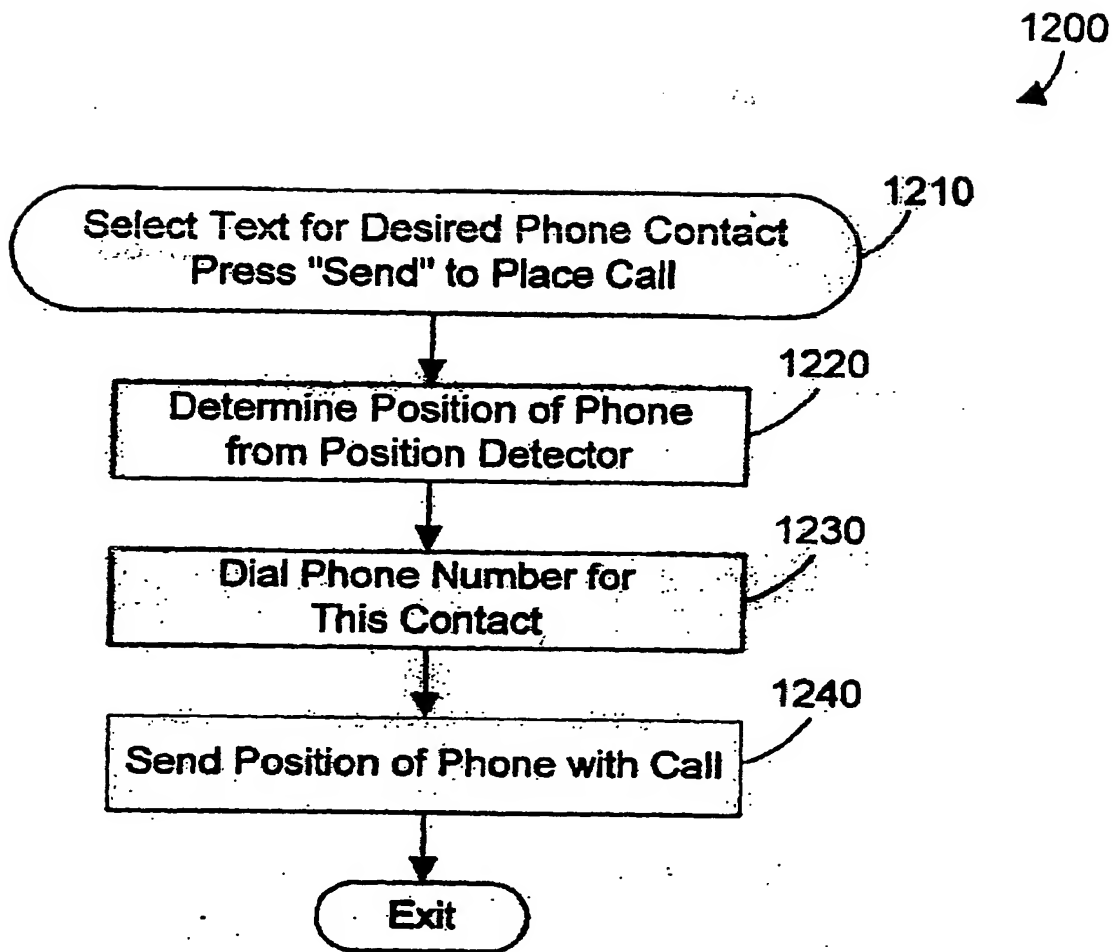 1200
1210
Select Text for Desired Phone Contact
Press "Send" to Place Call
1220
Determine Position of Phone
from Position Detector
1230
Dial Phone Number for
This Contact
1240
Send Position of Phone with Call
Exit